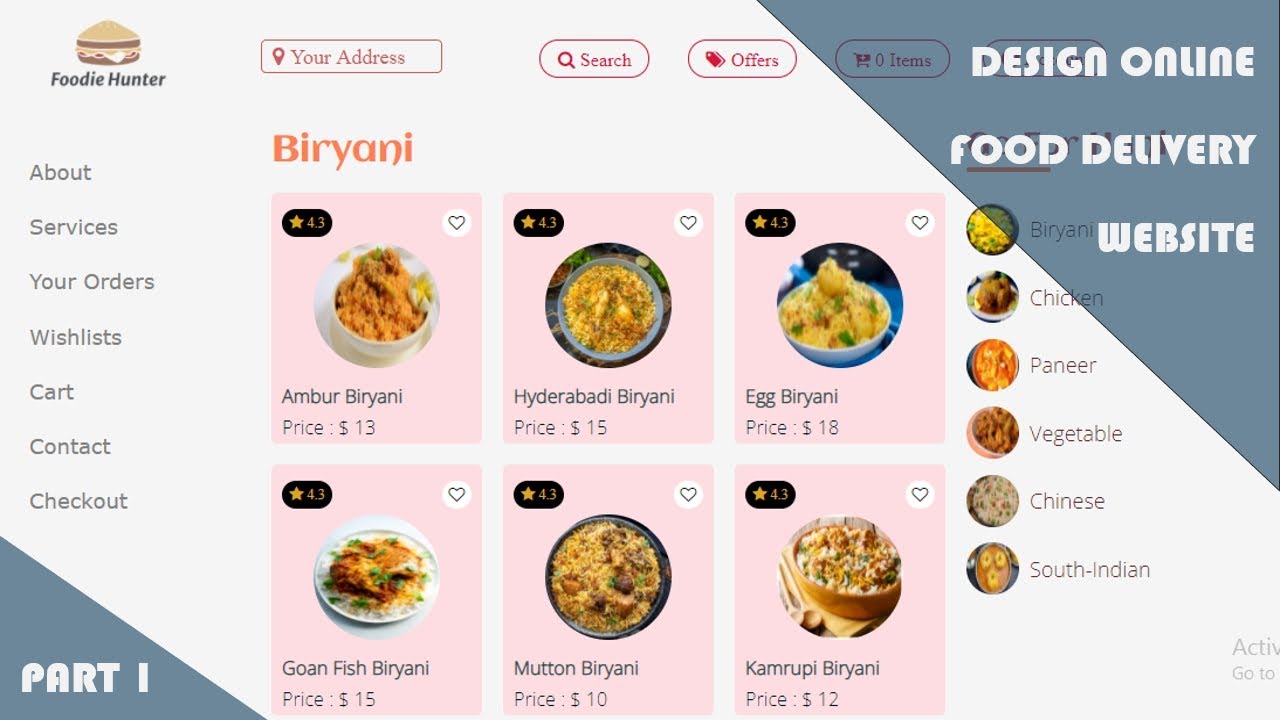 Foodie Hunter
Your Address
Search
Offers
0 Items
DESIGN ONLINE
FOOD DELIVERY
WEBSITE
About
Services
Your Orders
Wishlists
Cart
Contact
Checkout
Biryani
4.3
4.3
4.3
Ambur Biryani
Price : $ 13
Hyderabadi Biryani
Price : $ 15
Egg Biryani
Price : $ 18
4.3
4.3
4.3
Goan Fish Biryani
Price : $ 15
Mutton Biryani
Price : $ 10
Kamrupi Biryani
Price : $ 12
Biryani
Chicken
Paneer
Vegetable
Chinese
South-Indian
Activ
Go to
PART 1